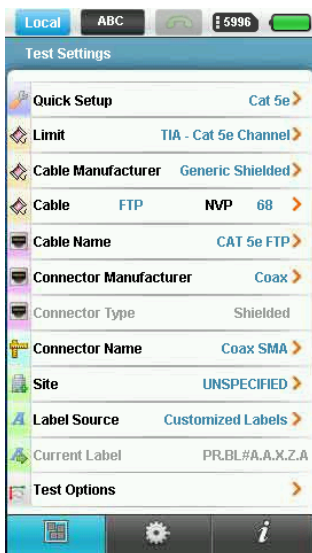 Local ABC 5996
Test Settings
Quick Setup Cat 5e
Limit TIA - Cat 5e Channel
Cable Manufacturer Generic Shielded
Cable FTP NVP 68
Cable Name CAT 5e FTP
Connector Manufacturer Coax
Connector Type Shielded
Connector Name Coax SMA
Site UNSPECIFIED
Label Source Customized Labels
Current Label PR.BL#A.A.X.Z.A
Test Options